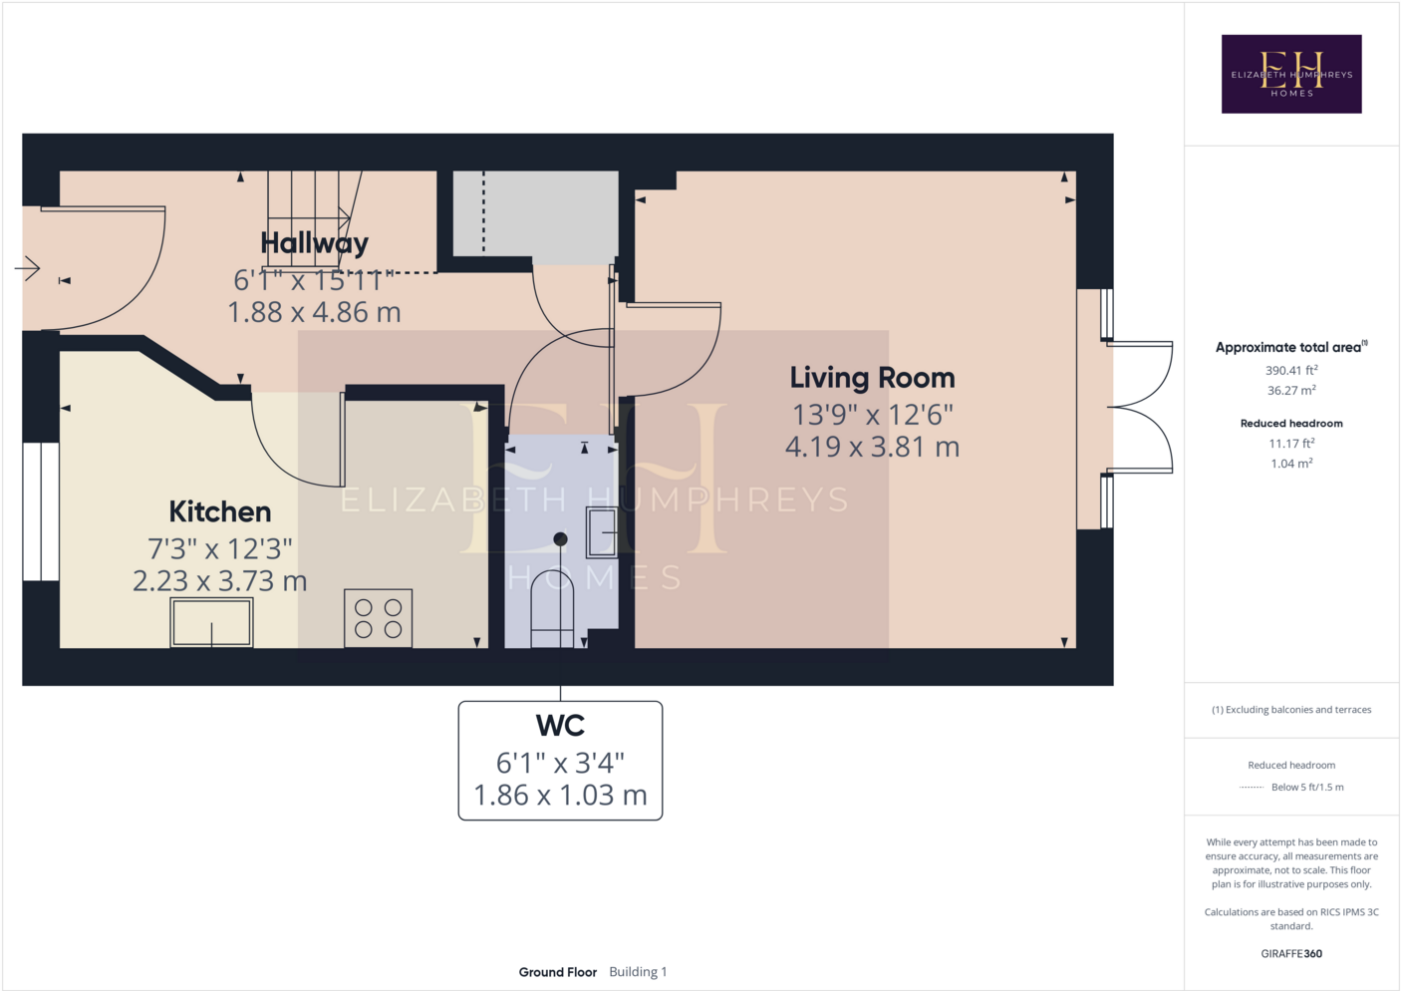 Hallway
6'1" x 15'11"
1.88 x 4.86 m
Living Room
13'9" x 12'6"
4.19 x 3.81 m
Kitchen
7'3" x 12'3"
2.23 x 3.73 m
EH
ELIZABETH HUMPHREYS
HOMES
WC
6'1" x 3'4"
1.86 x 1.03 m
Ground Floor Building 1
EH
ELIZABETH HUMPHREYS
HOMES
Approximate total area(1)
390.41 ft²
36.27 m²
Reduced headroom
11.17 ft²
1.04 m²
(1) Excluding balconies and terraces
Reduced headroom
Below 5 ft/1.5 m
While every attempt has been made to
ensure accuracy, all measurements are
approximate, not to scale. This floor
plan is for illustrative purposes only.
Calculations are based on RICS IPMS 3C
standard.
GIRAFFE360